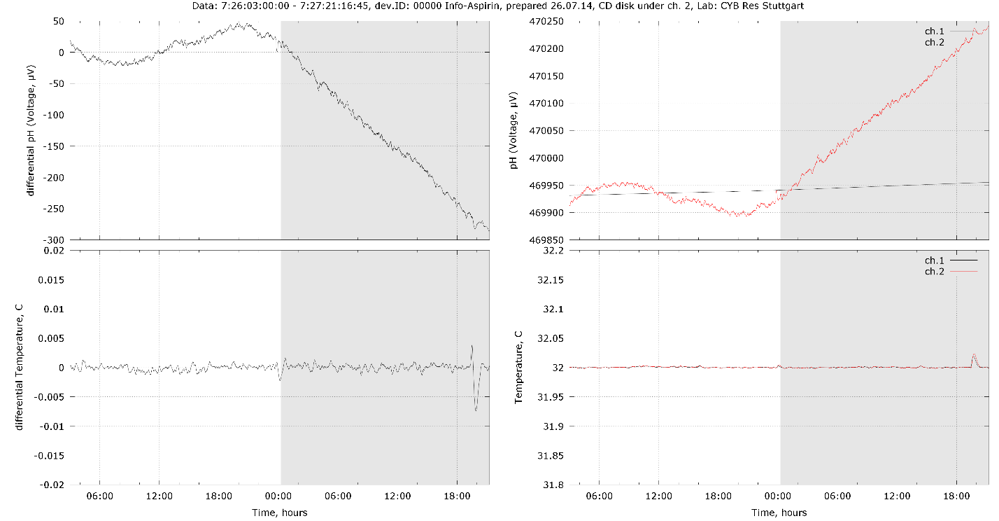 Data: 7:26:03:00:00 - 7:27:21:16:45, dev.ID: 00000 Info-Aspirin, prepared 26.07.14, CD disk under ch. 2, Lab: CYB Res Stuttgart
differential pH (Voltage, μV)
50
0
-50
-100
-150
-200
-250
-300
pH (Voltage, μV)
470250
470200
470150
470100
470050
470000
469950
469900
469850
ch.1
ch.2
differential Temperature, C
0.02
0.015
0.01
0.005
0
-0.005
-0.01
-0.015
-0.02
06:00 12:00 18:00 00:00 06:00 12:00 18:00
Time, hours
Temperature, C
32.2
32.15
32.1
32.05
32
31.95
31.9
31.85
31.8
ch.1
ch.2
06:00 12:00 18:00 00:00 06:00 12:00 18:00
Time, hours